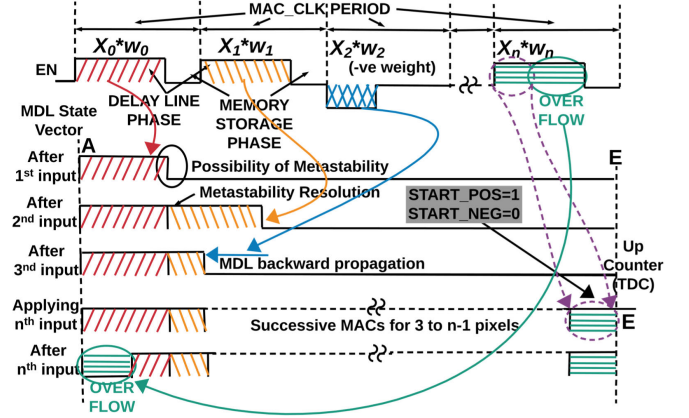 MAC_CLK PERIOD
X0*w0
X1*w1
X2*w2
(-ve weight)
Xn*wn
EN
DELAY LINE
PHASE
MEMORY
STORAGE
PHASE
OVER
FLOW
MDL State
Vector
A
E
After
1st input
Possibility of Metastability
Metastability Resolution
START_POS=1
START_NEG=0
After
2nd input
After
3nd input
MDL backward propagation
Up
Counter
(TDC)
Applying
nth input
Successive MACs for 3 to n-1 pixels
E
After
nth input
OVER
FLOW